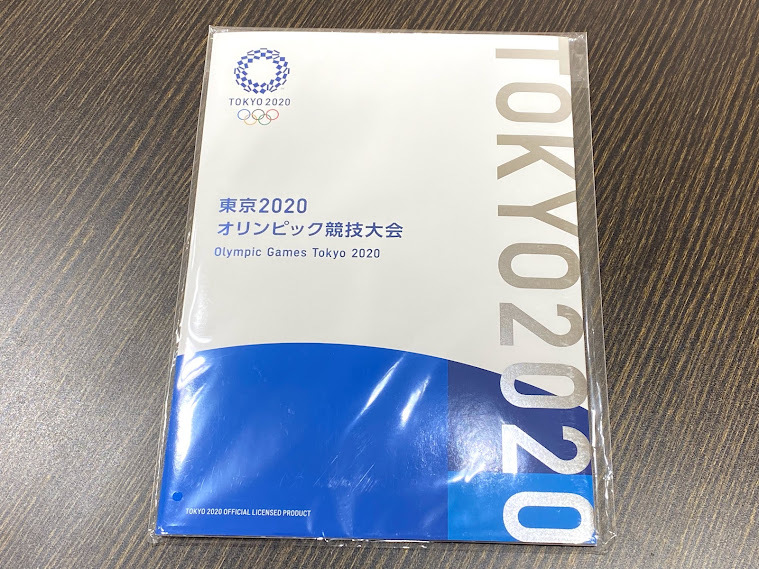 TOKYO 2020
東京2020
オリンピック競技大会
Olympic Games Tokyo 2020
TOKYO 2020 OFFICIAL LICENSED PRODUCT
TOKYO2020